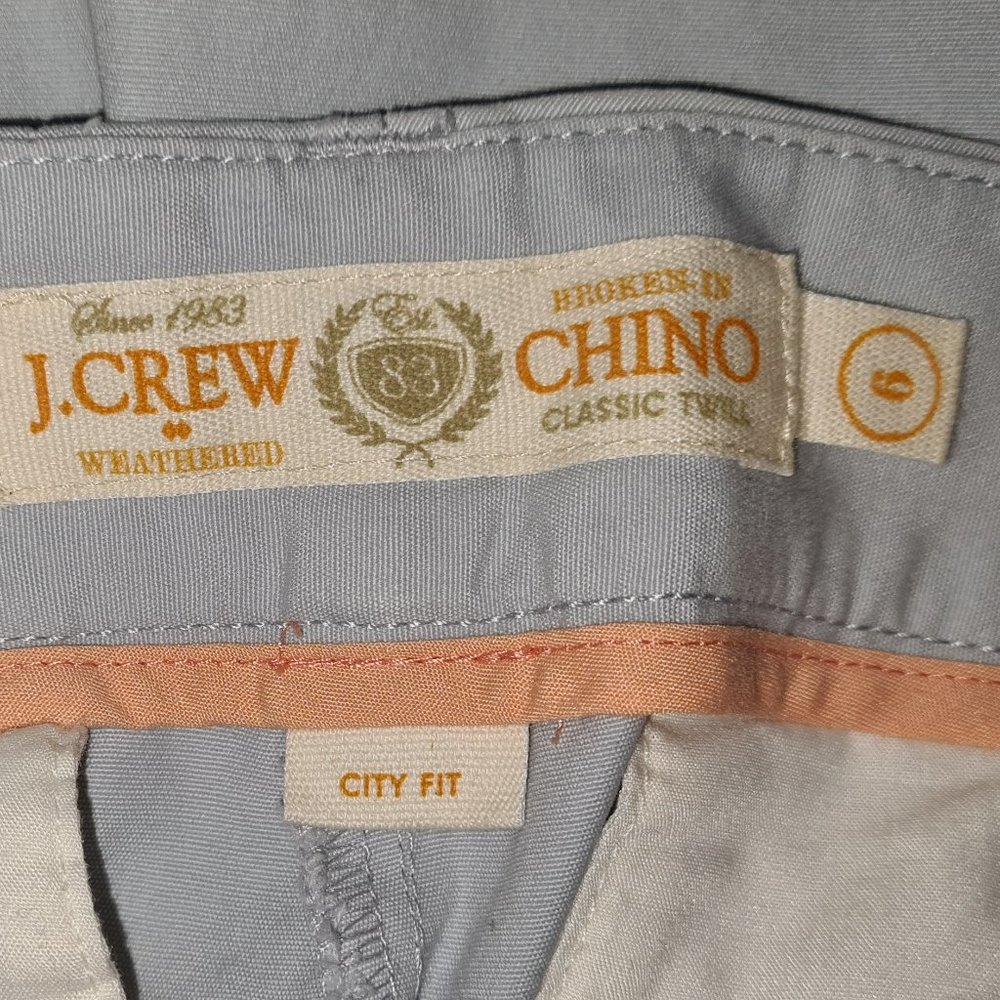 Since 1983
J.CREW
WEATHERED
Est.
83
BROKEN-IN
CHINO
CLASSIC TWILL
6
CITY FIT